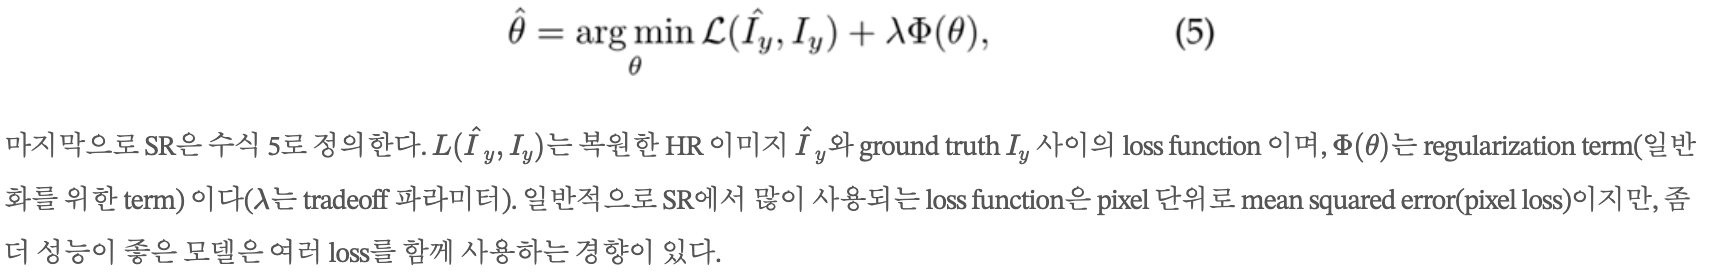 $\hat{\theta} = \underset{\theta}{\arg\min}\, \mathcal{L}(\hat{I}_y, I_y) + \lambda\Phi(\theta),$ (5)
마지막으로 SR은 수식 5로 정의한다. $L(\hat{I}_y, I_y)$는 복원한 HR 이미지 $\hat{I}_y$와 ground truth $I_y$ 사이의 loss function 이며, $\Phi(\theta)$는 regularization term(일반
화를 위한 term) 이다($\lambda$는 tradeoff 파라미터). 일반적으로 SR에서 많이 사용되는 loss function은 pixel 단위로 mean squared error(pixel loss)이지만, 좀
더 성능이 좋은 모델은 여러 loss를 함께 사용하는 경향이 있다.